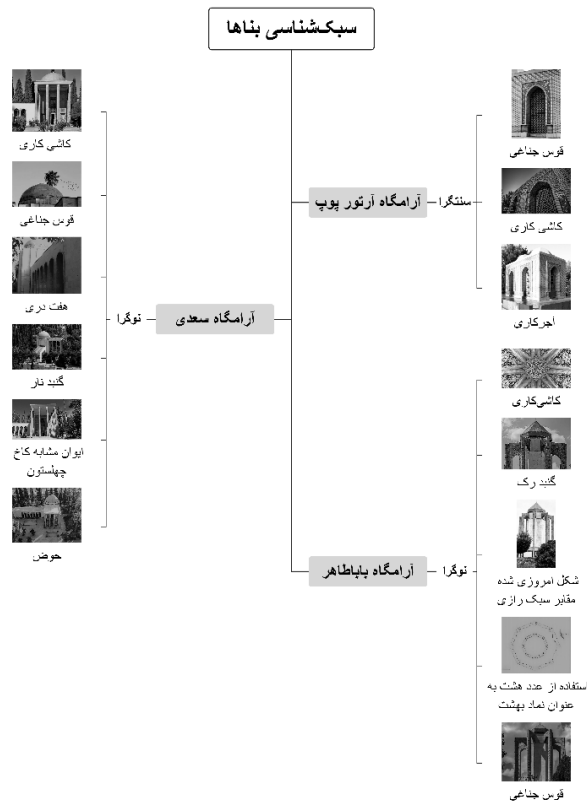 سبک‌شناسی بناها
آرامگاه آرتور پوپ
سنتگرا
قوس جناغی
کاشی کاری
آجرکاری
آرامگاه سعدی
نوگرا
کاشی کاری
قوس جناغی
هفت دری
گنبد نار
ایوان مشابه کاخ
چهلستون
حوض
آرامگاه باباطاهر
نوگرا
کاشی‌کاری
گنبد رک
شکل امروزی شده
مقابر سبک رازی
استفاده از عدد هشت به
عنوان نماد بهشت
قوس جناغی